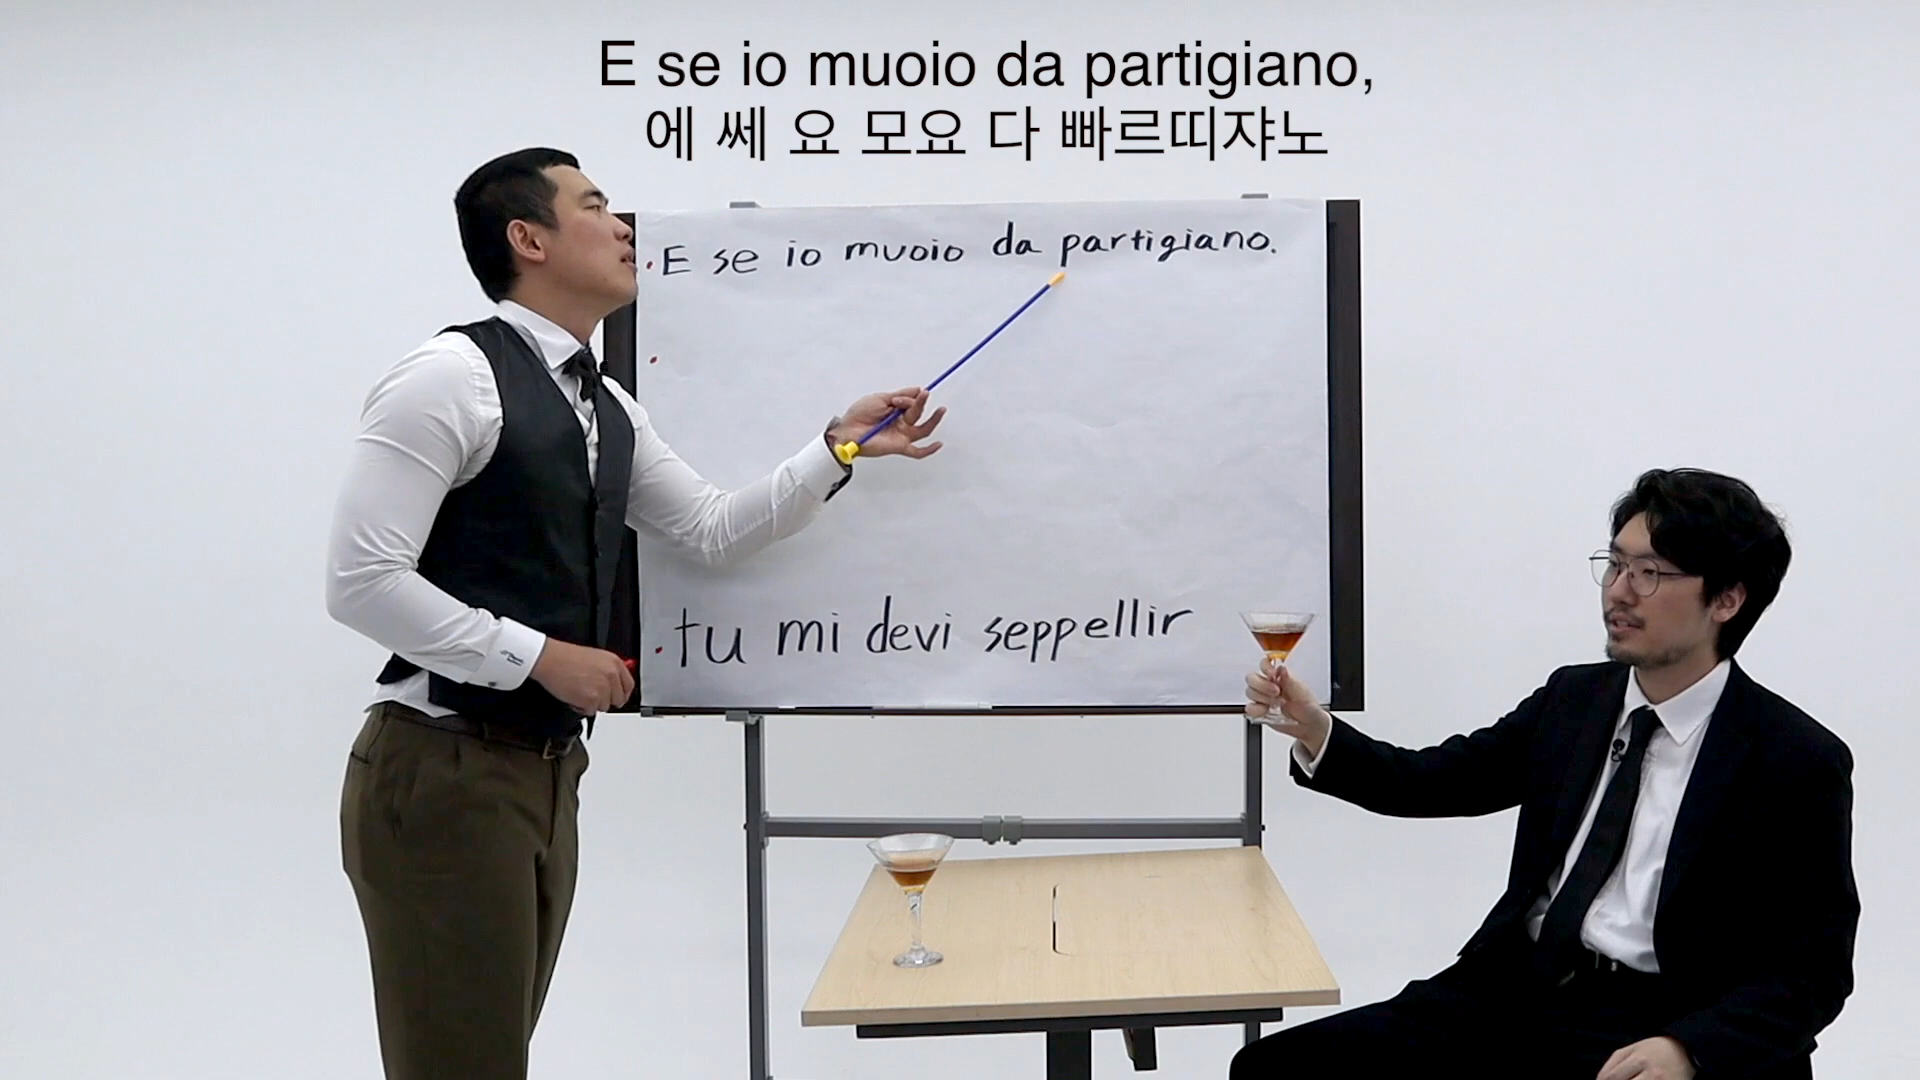 E se io muoio da partigiano,
에 쎄 요 모요 다 빠르띠쟈노
· E se io muoio da partigiano.
·
· tu mi devi seppellir